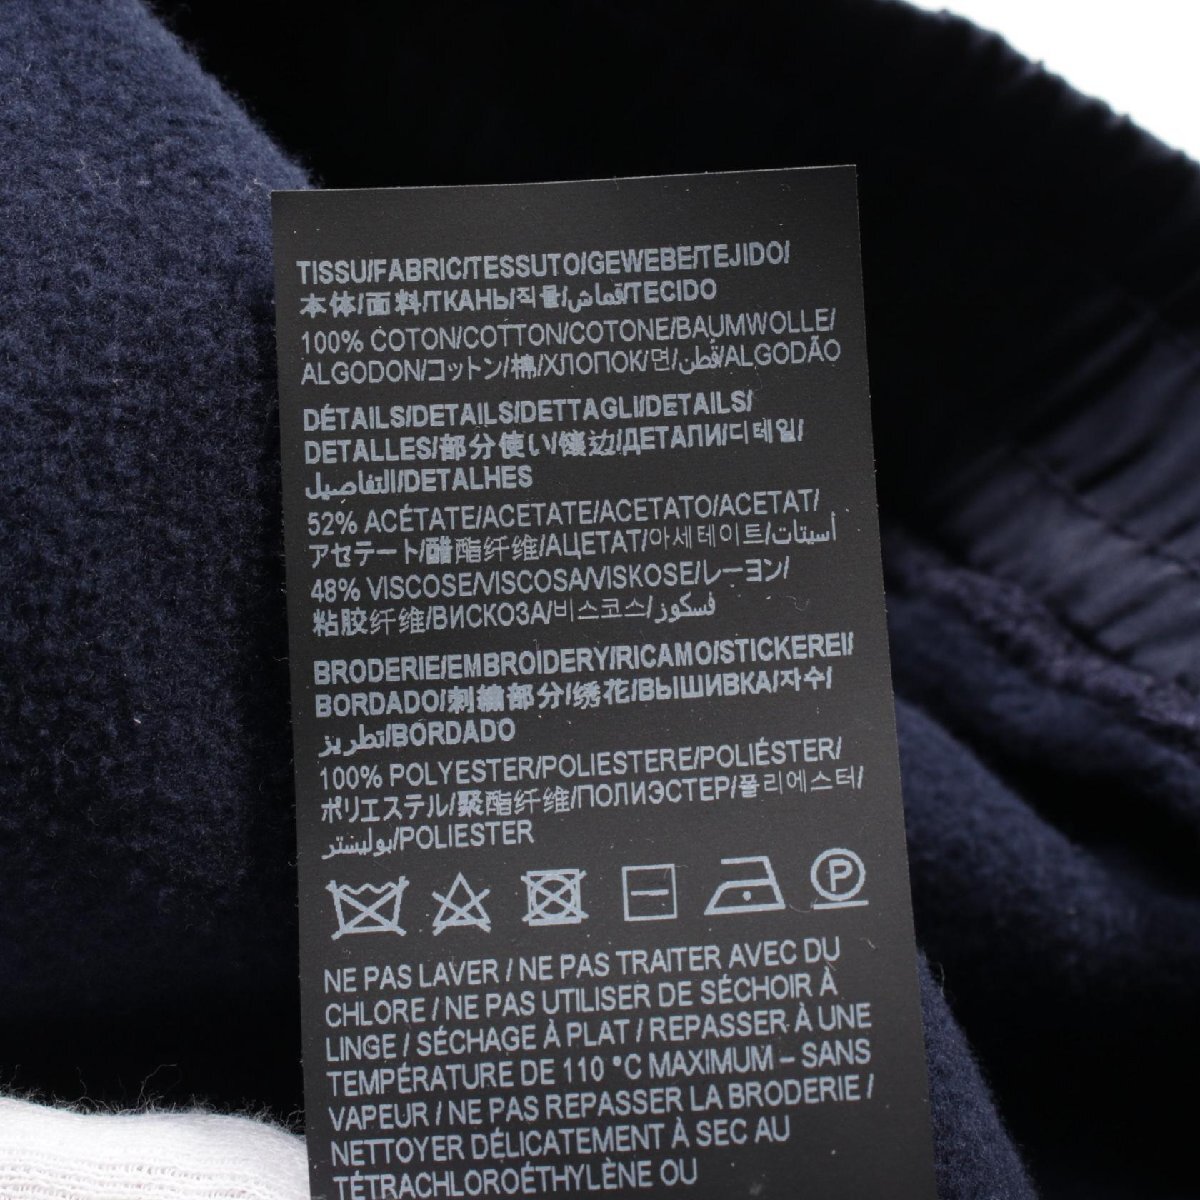 TISSU/FABRIC/TESSUTO/GEWEBE/TEJIDO/
本体/面料/ТКАНЬ/직물/قماش/TECIDO
100% COTON/COTTON/COTONE/BAUMWOLLE/
ALGODON/コットン/棉/ХЛОПОК/면/قطن/ALGODÃO
DÉTAILS/DETAILS/DETTAGLI/DETAILS/
DETALLES/部分使い/镶边/ДЕТАЛИ/디테일/
التفاصيل/DETALHES
52% ACÉTATE/ACETATE/ACETATO/ACETAT/
アセテート/醋酯纤维/АЦЕТАТ/아세테이트/أسيتات
48% VISCOSE/VISCOSA/VISKOSE/レーヨン/
粘胶纤维/ВИСКОЗА/비스코스/فسكوز
BRODERIE/EMBROIDERY/RICAMO/STICKEREI/
BORDADO/刺繍部分/绣花/ВЫШИВКА/자수/
تطريز/BORDADO
100% POLYESTER/POLIESTERE/POLIÉSTER/
ポリエステル/聚酯纤维/ПОЛИЭСТЕР/폴리에스터/
بوليستر/POLIESTER
P
NE PAS LAVER / NE PAS TRAITER AVEC DU
CHLORE / NE PAS UTILISER DE SÉCHOIR À
LINGE / SÉCHAGE À PLAT / REPASSER À UNE
TEMPÉRATURE DE 110 °C MAXIMUM – SANS
VAPEUR / NE PAS REPASSER LA BRODERIE /
NETTOYER DÉLICATEMENT À SEC AU
TÉTRACHLOROÉTHYLÈNE OU